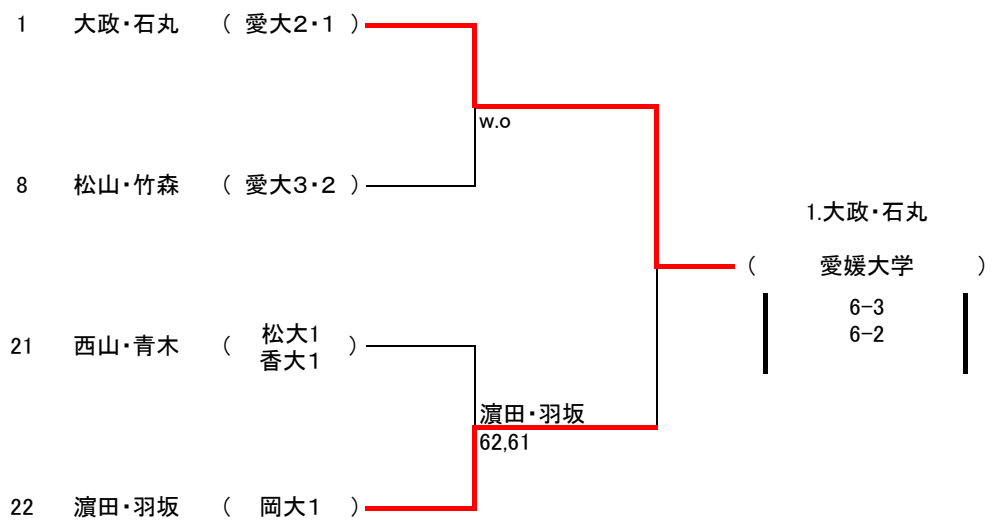 1 大政・石丸 ( 愛大2・1 )
w.o
8 松山・竹森 ( 愛大3・2 )
1.大政・石丸
( 愛媛大学 )
6-3
6-2
21 西山・青木 ( 松大1
香大1 )
濵田・羽坂
62,61
22 濵田・羽坂 ( 岡大1 )